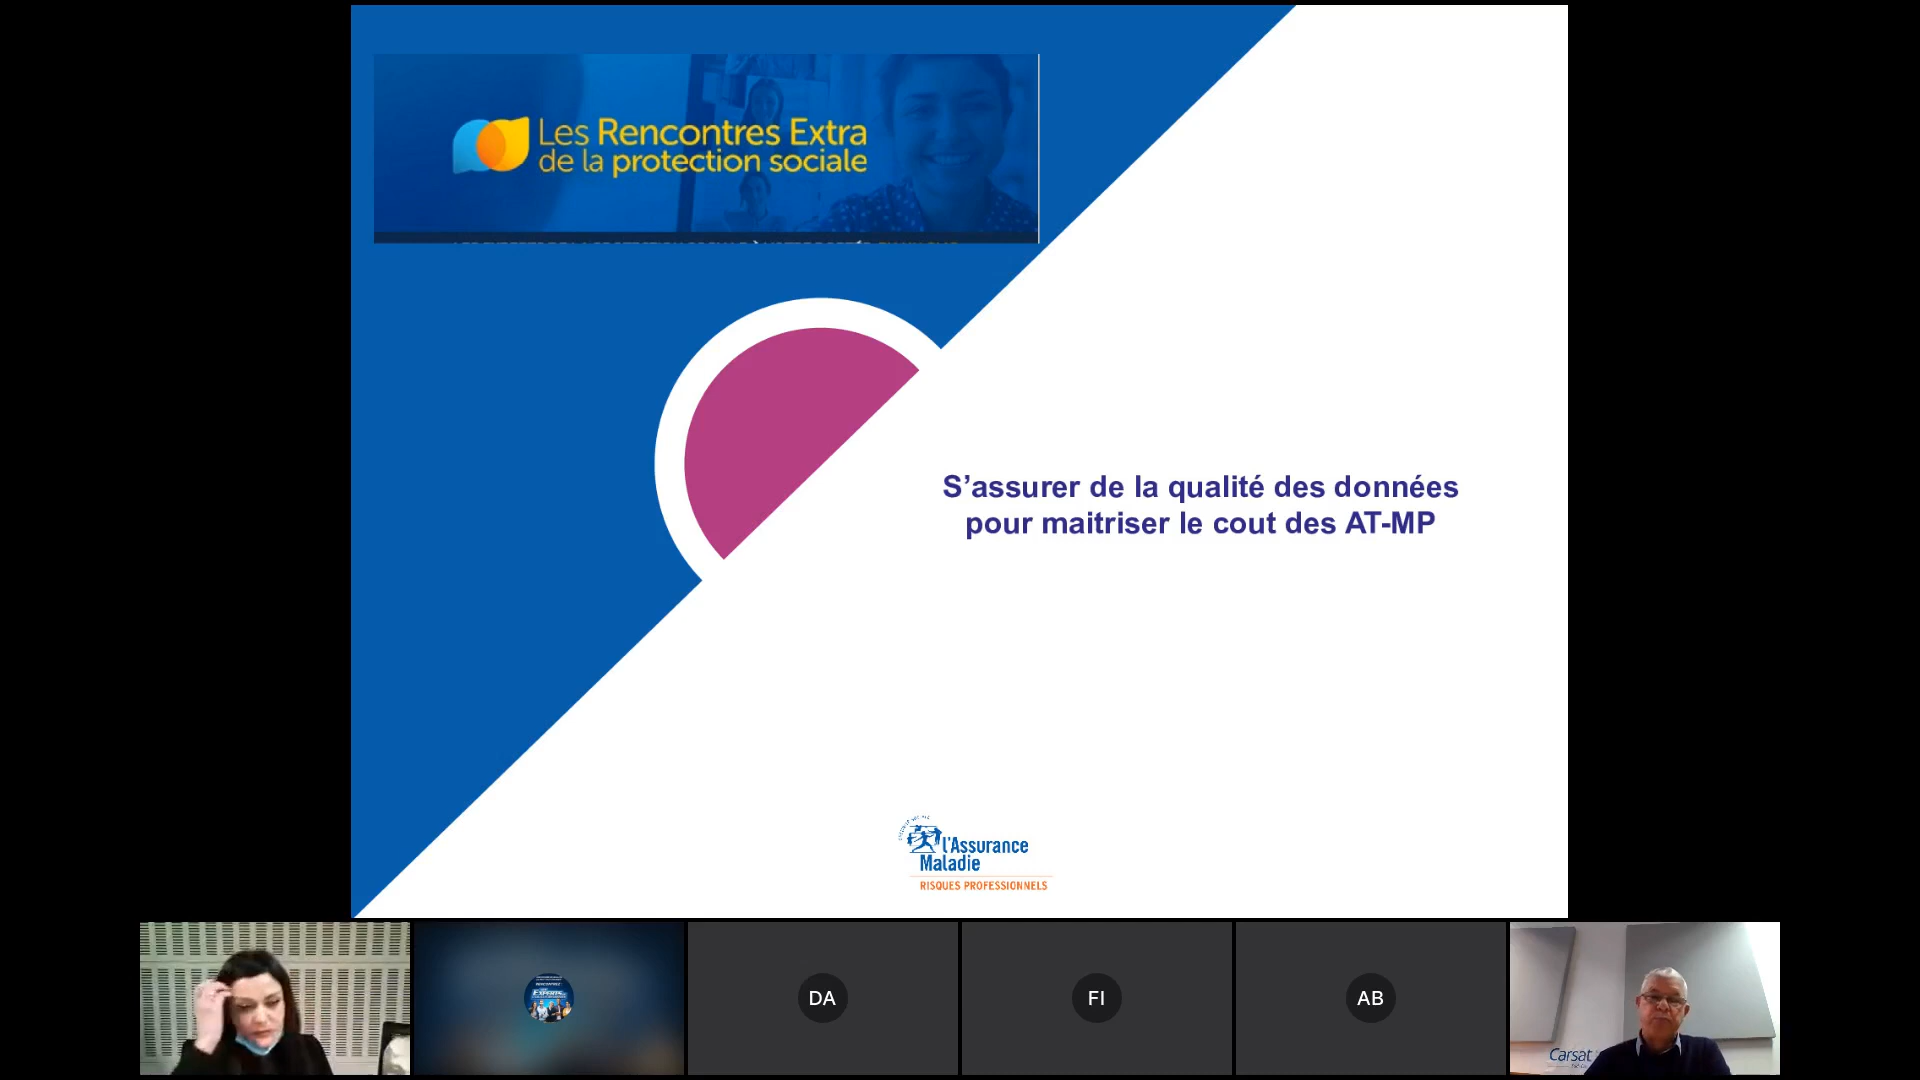 Les Rencontres Extra
de la protection sociale
S’assurer de la qualité des données
pour maitriser le cout des AT-MP
l'Assurance
Maladie
RISQUES PROFESSIONNELS
DA
FI
AB
Carsat